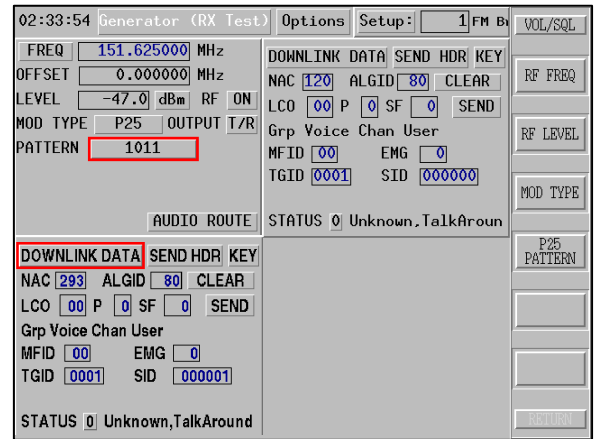 02:33:54 Generator (RX Test) Options Setup: 1 FM
FREQ 151.625000 MHz
OFFSET 0.000000 MHz
LEVEL -47.0 dBm RF ON
MOD TYPE P25 OUTPUT T/R
PATTERN 1011
AUDIO ROUTE
DOWNLINK DATA SEND HDR KEY
NAC 120 ALGID 80 CLEAR
LCO 00 P 0 SF 0 SEND
Grp Voice Chan User
MFID 00 EMG 0
TGID 0001 SID 000000
STATUS 0 Unknown,TalkAroun
DOWNLINK DATA SEND HDR KEY
NAC 293 ALGID 80 CLEAR
LCO 00 P 0 SF 0 SEND
Grp Voice Chan User
MFID 00 EMG 0
TGID 0001 SID 000001
STATUS 0 Unknown,TalkAround
VOL/SQL
RF FREQ
RF LEVEL
MOD TYPE
P25
PATTERN
RETURN